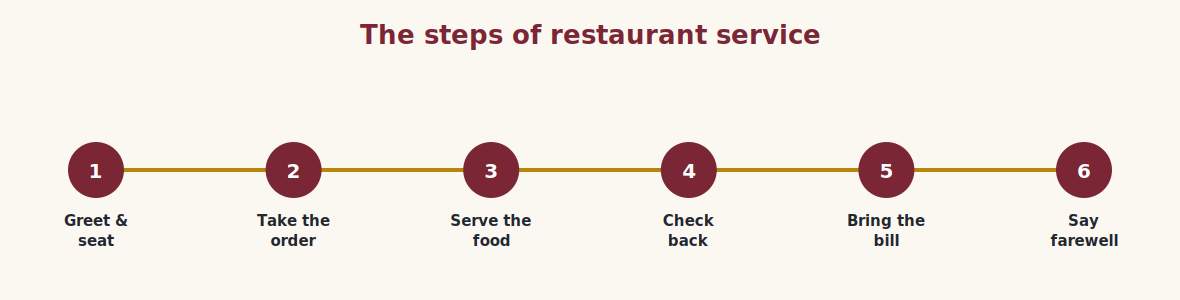 The steps of restaurant service
1
2
3
4
5
6
Greet &
seat
Take the
order
Serve the
food
Check
back
Bring the
bill
Say
farewell